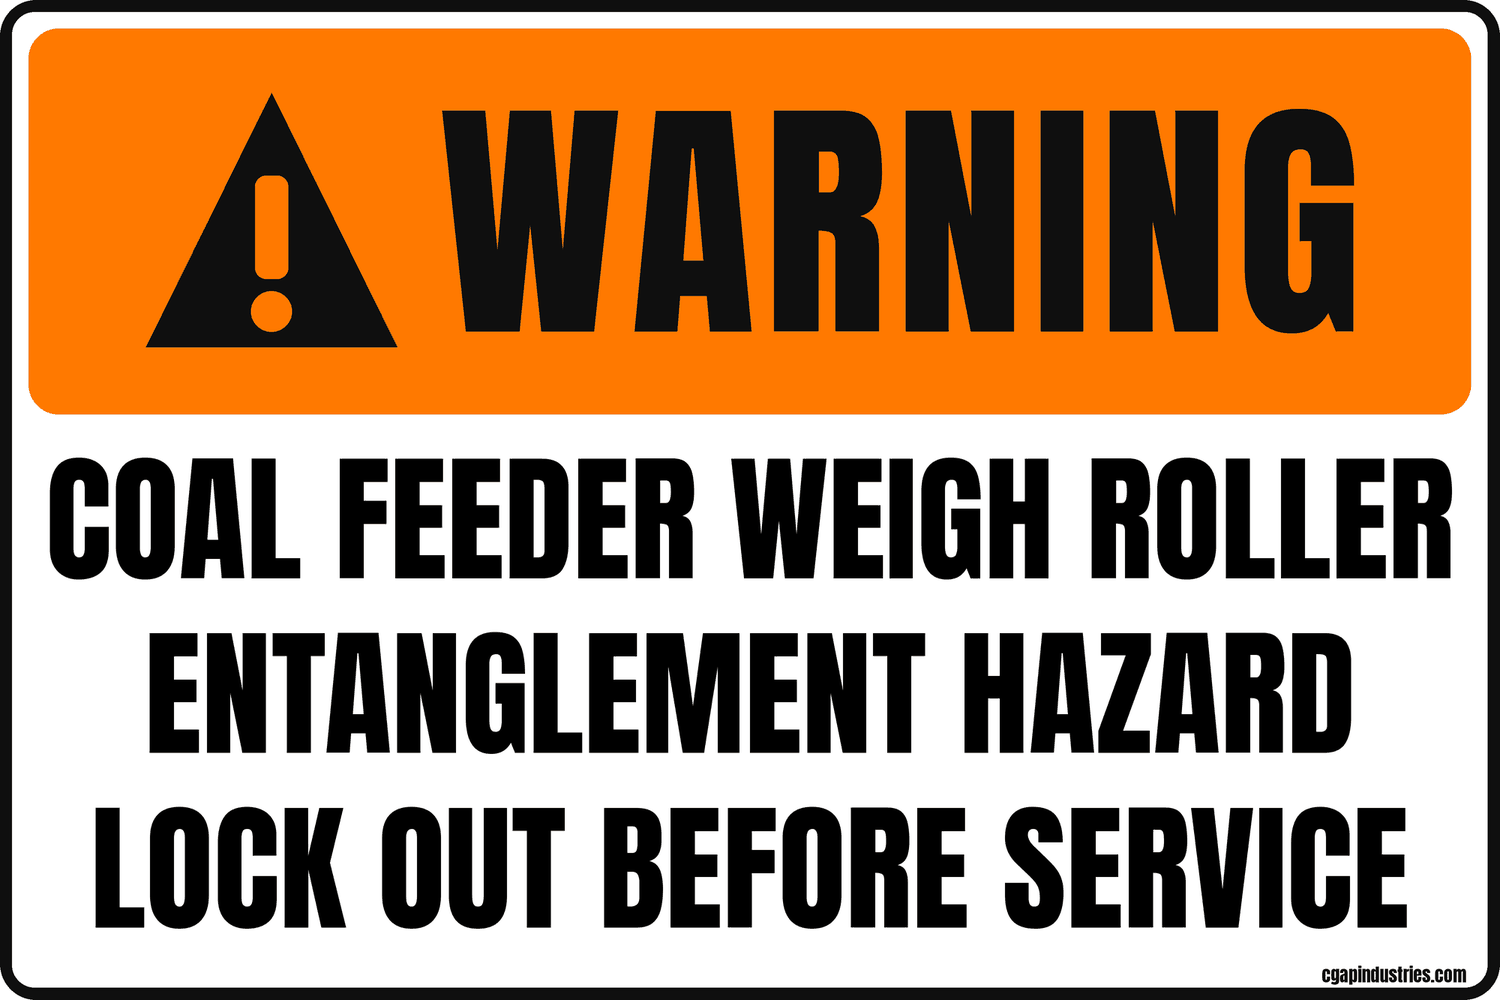 WARNING
COAL FEEDER WEIGH ROLLER
ENTANGLEMENT HAZARD
LOCK OUT BEFORE SERVICE
cgapindustries.com